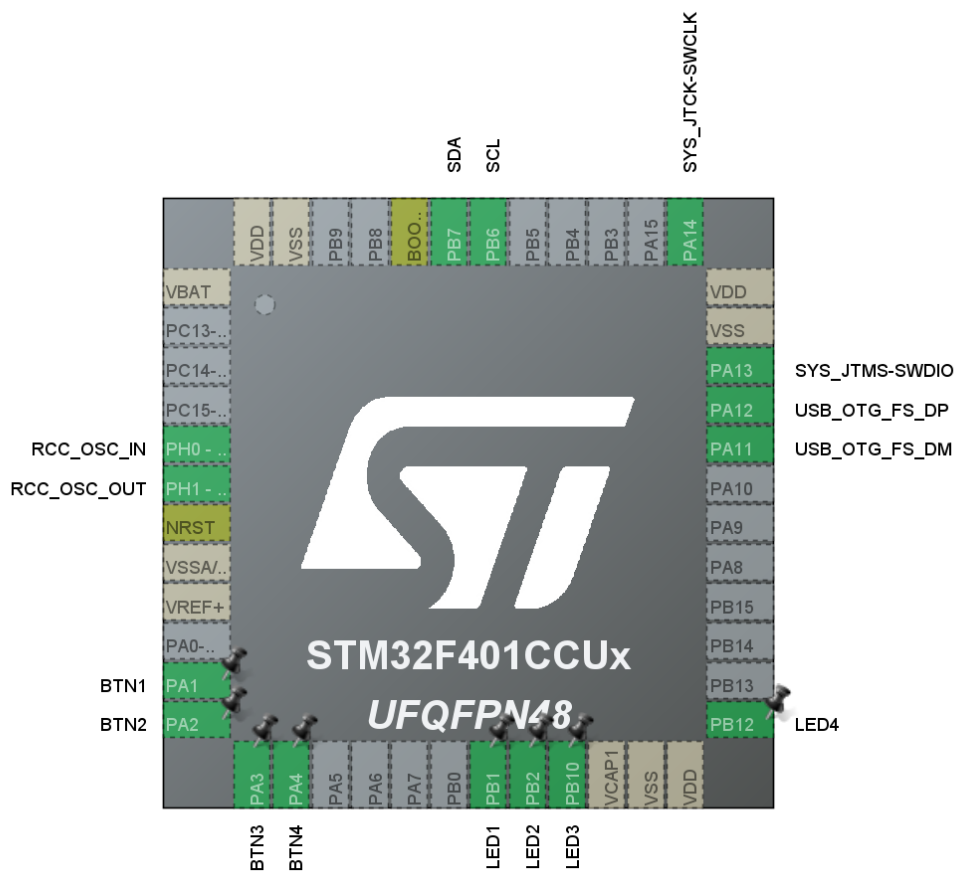 SYS_JTCK-SWCLK
SDA
SCL
VDD
VSS
PB9
PB8
BOO..
PB7
PB6
PB5
PB4
PB3
PA15
PA14
VBAT
PC13-..
PC14-..
PC15-..
RCC_OSC_IN PH0 - ..
RCC_OSC_OUT PH1 - ..
NRST
VSSA/..
VREF+
PA0-..
BTN1 PA1
BTN2 PA2
VDD
VSS
PA13 SYS_JTMS-SWDIO
PA12 USB_OTG_FS_DP
PA11 USB_OTG_FS_DM
PA10
PA9
PA8
PB15
PB14
PB13
PB12 LED4
ST
STM32F401CCUx
UFQFPN48
PA3
PA4
PA5
PA6
PA7
PB0
PB1
PB2
PB10
VCAP1
VSS
VDD
BTN3
BTN4
LED1
LED2
LED3